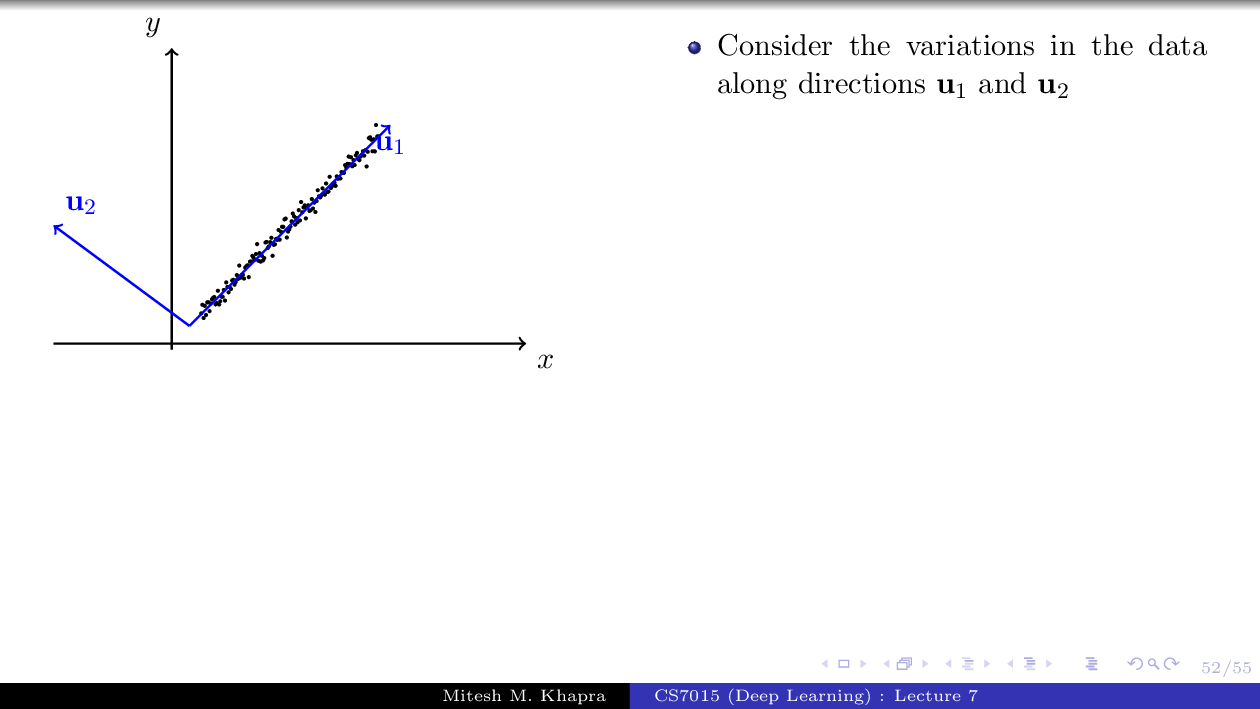 y
u₁
u₂
x
Consider the variations in the data
along directions u₁ and u₂
52/55
Mitesh M. Khapra
CS7015 (Deep Learning) : Lecture 7